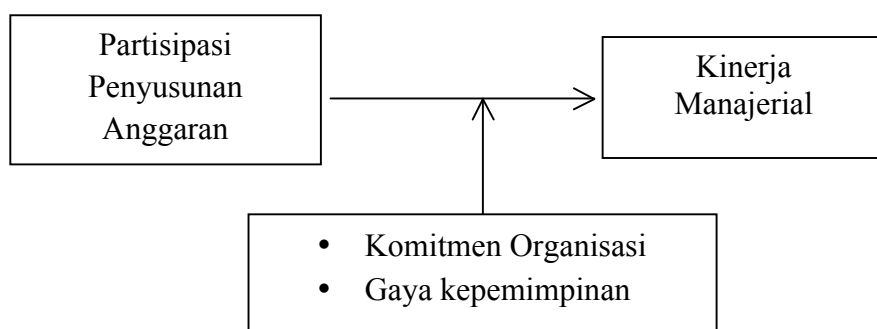 Partisipasi
Penyusunan
Anggaran
Kinerja
Manajerial
• Komitmen Organisasi
• Gaya kepemimpinan